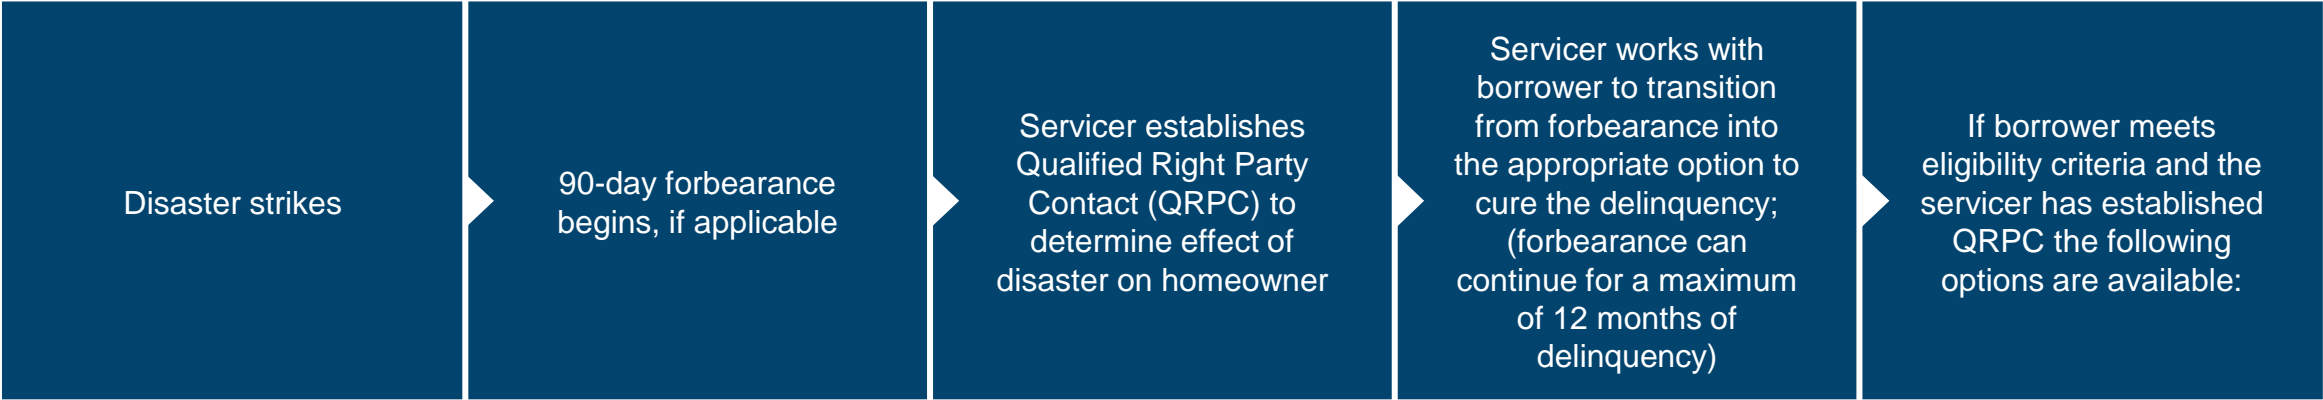 Disaster strikes
90-day forbearance
begins, if applicable
Servicer establishes
Qualified Right Party
Contact (QRPC) to
determine effect of
disaster on homeowner
Servicer works with
borrower to transition
from forbearance into
the appropriate option to
cure the delinquency;
(forbearance can
continue for a maximum
of 12 months of
delinquency)
If borrower meets
eligibility criteria and the
servicer has established
QRPC the following
options are available: